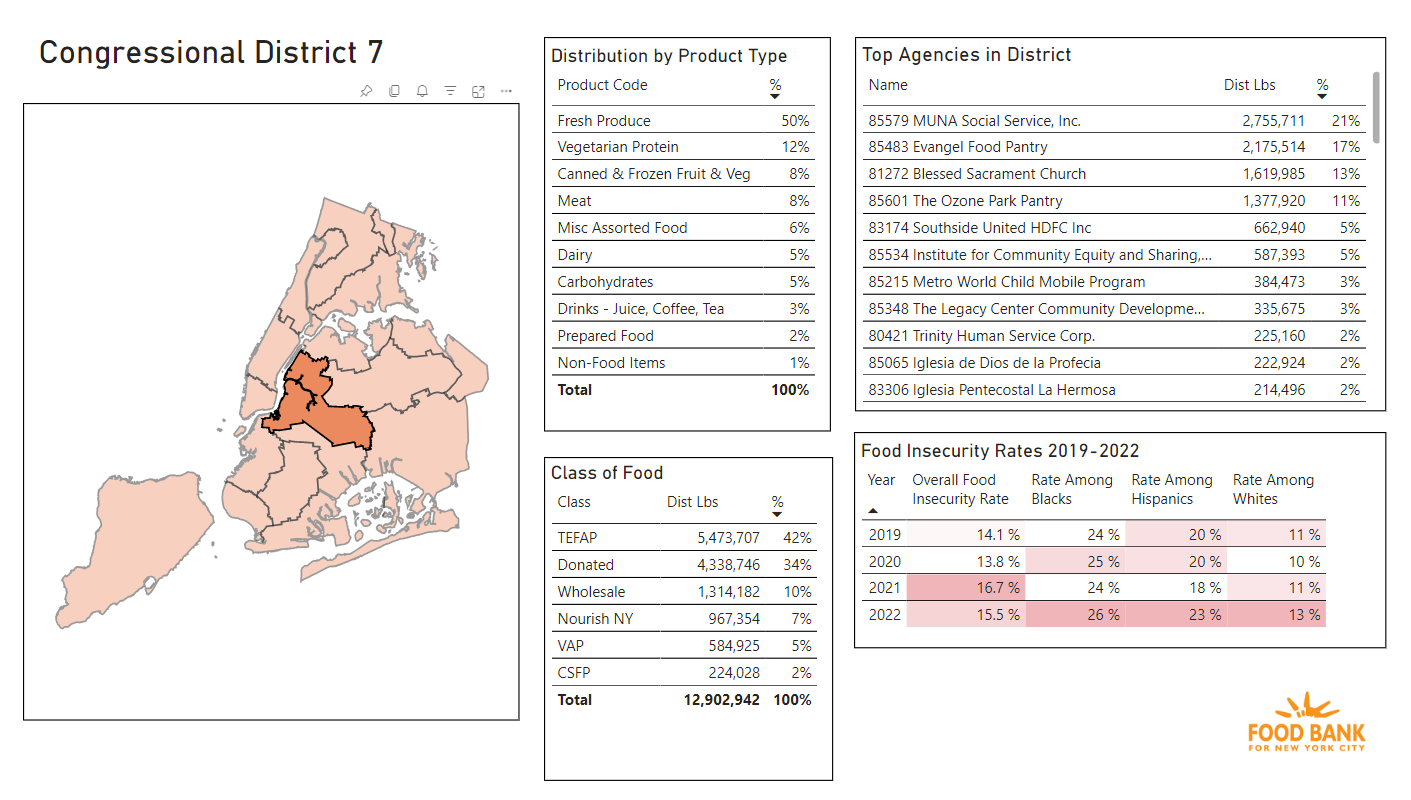 Congressional District 7
Distribution by Product Type
Product Code %
Fresh Produce 50%
Vegetarian Protein 12%
Canned & Frozen Fruit & Veg 8%
Meat 8%
Misc Assorted Food 6%
Dairy 5%
Carbohydrates 5%
Drinks - Juice, Coffee, Tea 3%
Prepared Food 2%
Non-Food Items 1%
Total 100%
Class of Food
Class Dist Lbs %
TEFAP 5,473,707 42%
Donated 4,338,746 34%
Wholesale 1,314,182 10%
Nourish NY 967,354 7%
VAP 584,925 5%
CSFP 224,028 2%
Total 12,902,942 100%
Top Agencies in District
Name Dist Lbs %
85579 MUNA Social Service, Inc. 2,755,711 21%
85483 Evangel Food Pantry 2,175,514 17%
81272 Blessed Sacrament Church 1,619,985 13%
85601 The Ozone Park Pantry 1,377,920 11%
83174 Southside United HDFC Inc 662,940 5%
85534 Institute for Community Equity and Sharing,... 587,393 5%
85215 Metro World Child Mobile Program 384,473 3%
85348 The Legacy Center Community Developme... 335,675 3%
80421 Trinity Human Service Corp. 225,160 2%
85065 Iglesia de Dios de la Profecia 222,924 2%
83306 Iglesia Pentecostal La Hermosa 214,496 2%
Food Insecurity Rates 2019-2022
Year Overall Food Rate Among Rate Among Rate Among
Insecurity Rate Blacks Hispanics Whites
2019 14.1 % 24 % 20 % 11 %
2020 13.8 % 25 % 20 % 10 %
2021 16.7 % 24 % 18 % 11 %
2022 15.5 % 26 % 23 % 13 %
FOOD BANK
FOR NEW YORK CITY